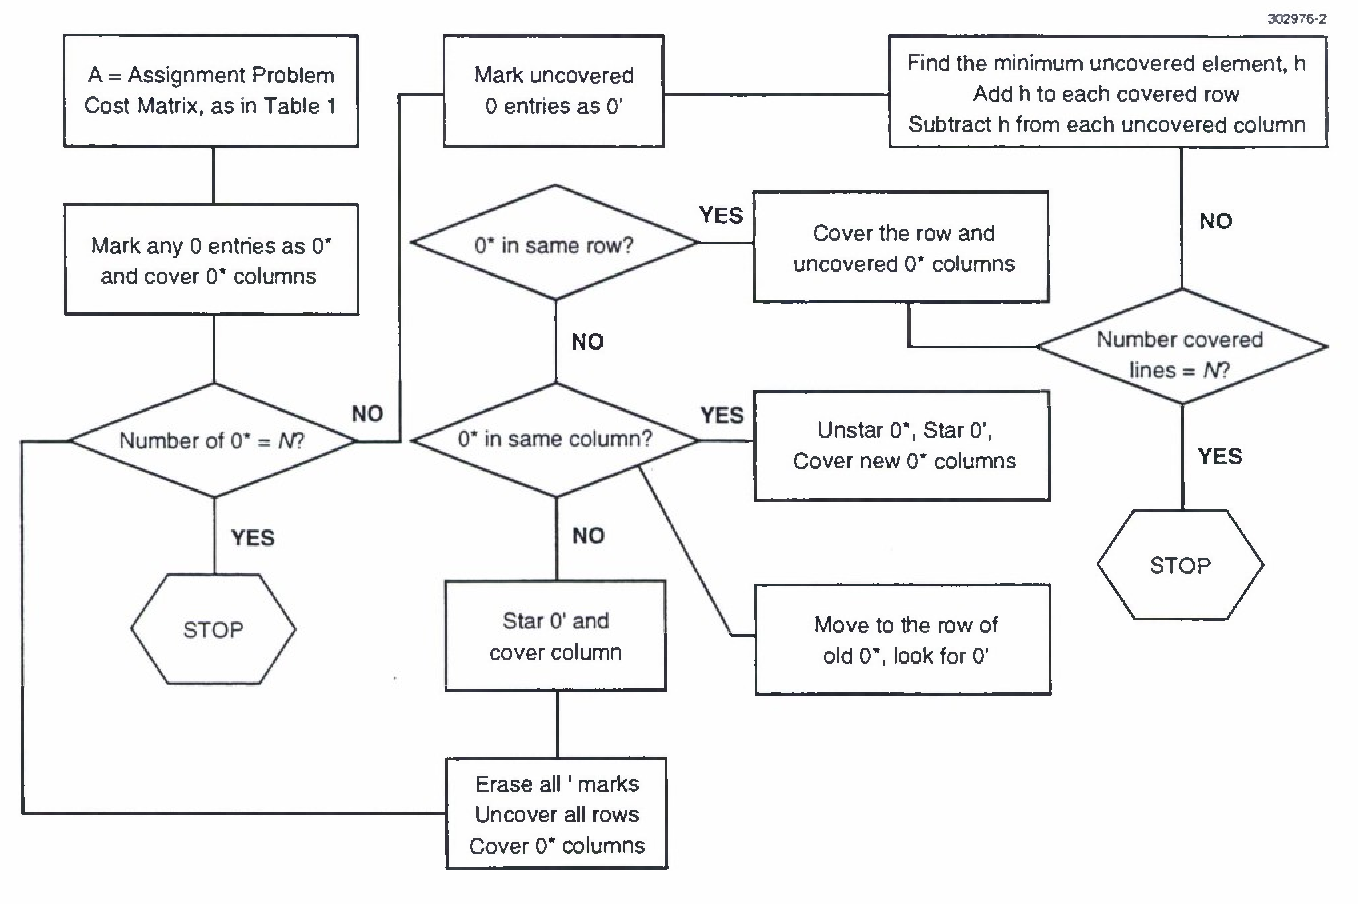 302976-2
A = Assignment Problem
Cost Matrix, as in Table 1
Mark uncovered
0 entries as 0'
Find the minimum uncovered element, h
Add h to each covered row
Subtract h from each uncovered column
Mark any 0 entries as 0*
and cover 0* columns
0* in same row?
YES
Cover the row and
uncovered 0* columns
NO
NO
Number covered
lines = N?
Number of 0* = N?
NO
0* in same column?
YES
Unstar 0*, Star 0',
Cover new 0* columns
YES
STOP
YES
STOP
NO
Star 0' and
cover column
Move to the row of
old 0*, look for 0'
Erase all ' marks
Uncover all rows
Cover 0* columns